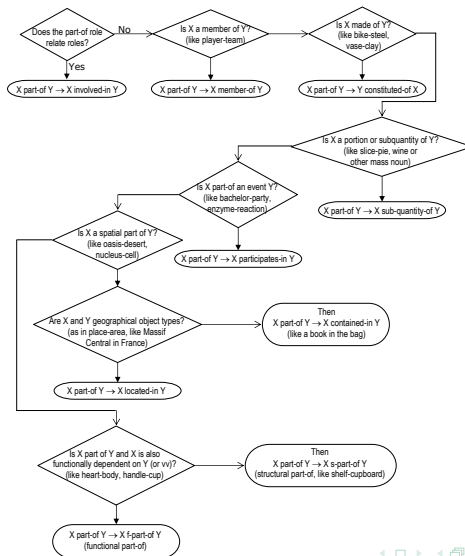 Does the part-of role
relate roles?
No
Is X a member of Y?
(like player-team)
Is X made of Y?
(like bike-steel,
vase-clay)
Yes
X part-of Y → X involved-in Y
X part-of Y → X member-of Y
X part-of Y → Y constituted-of X
Is X a portion or subquantity of Y?
(like slice-pie, wine or
other mass noun)
X part-of Y → X sub-quantity-of Y
Is X part-of an event Y?
(like bachelor-party,
enzyme-reaction)
X part-of Y → X participates-in Y
Is X a spatial part of Y?
(like oasis-desert,
nucleus-cell)
Are X and Y geographical object types?
(as in place-area, like Massif
Central in France)
Then
X part-of Y → X contained-in Y
(like a book in the bag)
X part-of Y → X located-in Y
Is X part of Y and X is also
functionally dependent on Y (or vv)?
(like heart-body, handle-cup)
Then
X part-of Y → X s-part-of Y
(structural part-of, like shelf-cupboard)
X part-of Y → X f-part-of Y
(functional part-of)